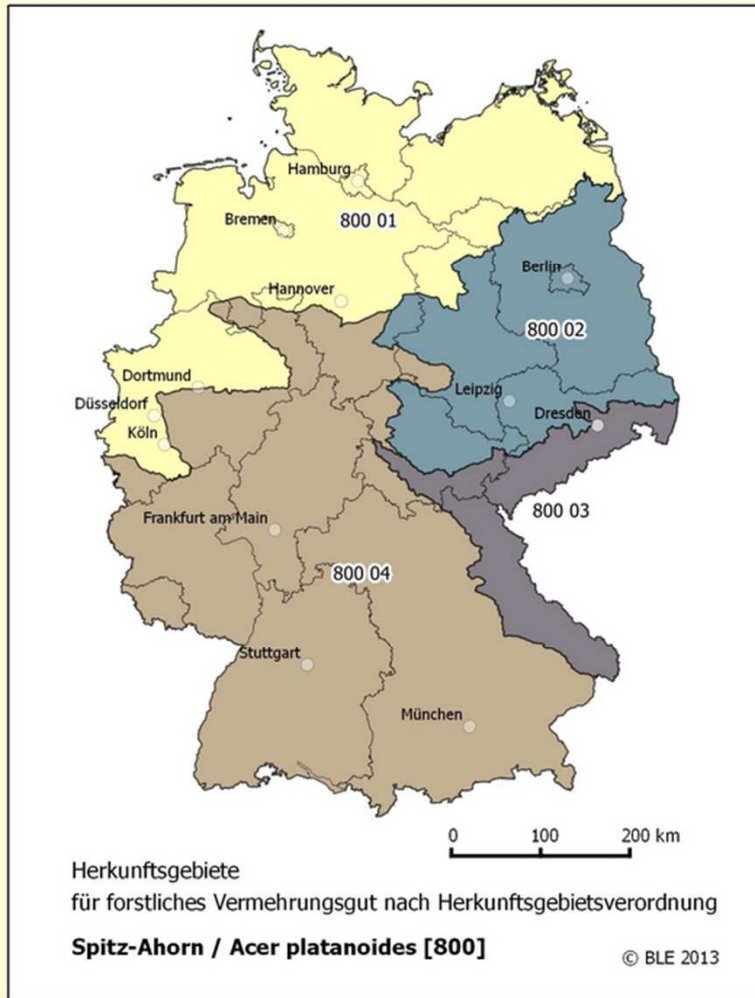 Hamburg
800 01
Bremen
Berlin
Hannover
800 02
Dortmund
Leipzig
Düsseldorf
Dresden
Köln
800 03
Frankfurt am Main
800 04
Stuttgart
München
0 100 200 km
Herkunftsgebiete
für forstliches Vermehrungsgut nach Herkunftsgebietsverordnung
Spitz-Ahorn / Acer platanoides [800]
© BLE 2013